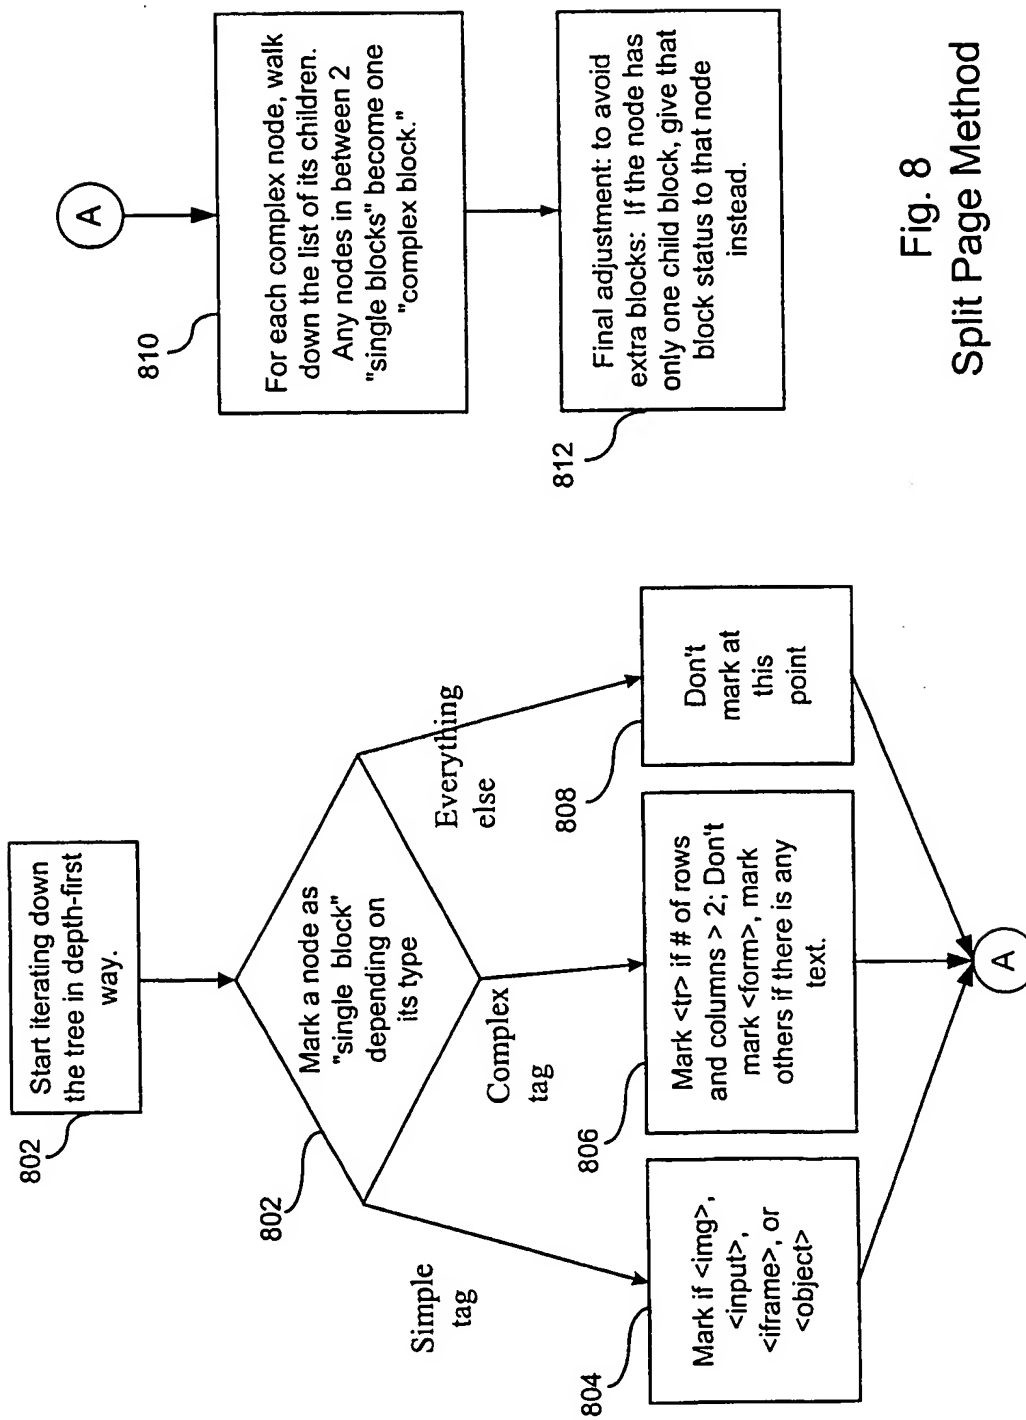 802
Start iterating down
the tree in depth-first
way.
802
Mark a node as
"single block"
depending on
its type
Simple
tag
Complex
tag
Everything
else
804
Mark if <img>,
<input>,
<iframe>, or
<object>
806
Mark <tr> if # of rows
and columns > 2; Don't
mark <form>, mark
others if there is any
text.
808
Don't
mark at
this
point
A
A
810
For each complex node, walk
down the list of its children.
Any nodes in between 2
"single blocks" become one
"complex block."
812
Final adjustment: to avoid
extra blocks: If the node has
only one child block, give that
block status to that node
instead.
Fig. 8
Split Page Method